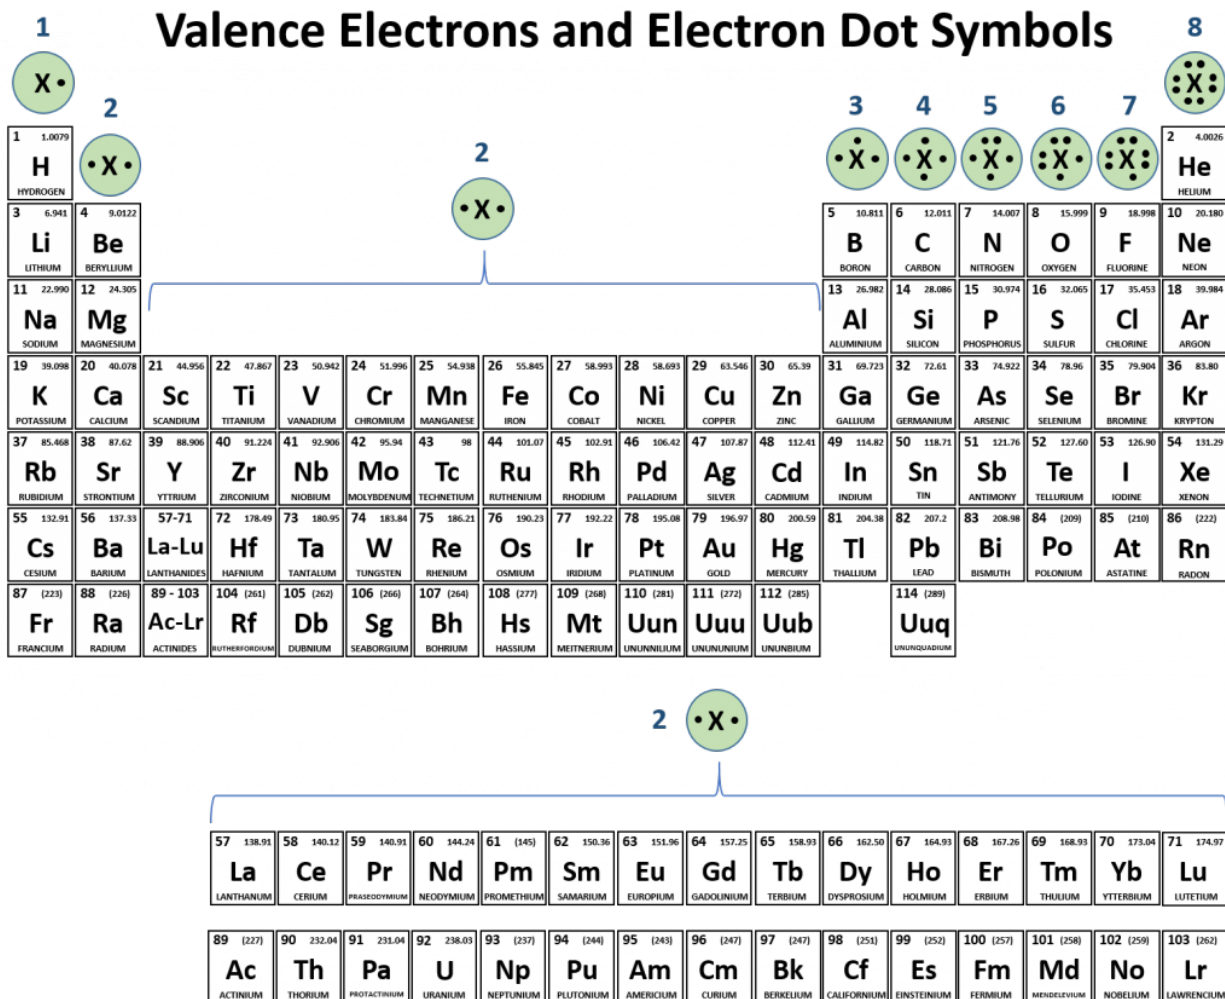 Valence Electrons and Electron Dot Symbols
1
8
X
X
2
3
4
5
6
7
2
X
X
X
X
X
X
X
1 1.0079
H
HYDROGEN
2 4.0026
He
HELIUM
3 6.941
Li
LITHIUM
4 9.0122
Be
BERYLLIUM
5 10.811
B
BORON
6 12.011
C
CARBON
7 14.007
N
NITROGEN
8 15.999
O
OXYGEN
9 18.998
F
FLUORINE
10 20.180
Ne
NEON
11 22.990
Na
SODIUM
12 24.305
Mg
MAGNESIUM
13 26.982
Al
ALUMINIUM
14 28.086
Si
SILICON
15 30.974
P
PHOSPHORUS
16 32.065
S
SULFUR
17 35.453
Cl
CHLORINE
18 39.984
Ar
ARGON
19 39.098
K
POTASSIUM
20 40.078
Ca
CALCIUM
21 44.956
Sc
SCANDIUM
22 47.867
Ti
TITANIUM
23 50.942
V
VANADIUM
24 51.996
Cr
CHROMIUM
25 54.938
Mn
MANGANESE
26 55.845
Fe
IRON
27 58.993
Co
COBALT
28 58.693
Ni
NICKEL
29 63.546
Cu
COPPER
30 65.39
Zn
ZINC
31 69.723
Ga
GALLIUM
32 72.61
Ge
GERMANIUM
33 74.922
As
ARSENIC
34 78.96
Se
SELENIUM
35 79.904
Br
BROMINE
36 83.80
Kr
KRYPTON
37 85.468
Rb
RUBIDIUM
38 87.62
Sr
STRONTIUM
39 88.906
Y
YTTRIUM
40 91.224
Zr
ZIRCONIUM
41 92.906
Nb
NIOBIUM
42 95.94
Mo
MOLYBDENUM
43 98
Tc
TECHNETIUM
44 101.07
Ru
RUTHENIUM
45 102.91
Rh
RHODIUM
46 106.42
Pd
PALLADIUM
47 107.87
Ag
SILVER
48 112.41
Cd
CADMIUM
49 114.82
In
INDIUM
50 118.71
Sn
TIN
51 121.76
Sb
ANTIMONY
52 127.60
Te
TELLURIUM
53 126.90
I
IODINE
54 131.29
Xe
XENON
55 132.91
Cs
CESIUM
56 137.33
Ba
BARIUM
57-71
La-Lu
LANTHANIDES
72 178.49
Hf
HAFNIUM
73 180.95
Ta
TANTALUM
74 183.84
W
TUNGSTEN
75 186.21
Re
RHENIUM
76 190.23
Os
OSMIUM
77 192.22
Ir
IRIDIUM
78 195.08
Pt
PLATINUM
79 196.97
Au
GOLD
80 200.59
Hg
MERCURY
81 204.38
Tl
THALLIUM
82 207.2
Pb
LEAD
83 208.98
Bi
BISMUTH
84 (209)
Po
POLONIUM
85 (210)
At
ASTATINE
86 (222)
Rn
RADON
87 (223)
Fr
FRANCIUM
88 (226)
Ra
RADIUM
89 - 103
Ac-Lr
ACTINIDES
104 (261)
Rf
RUTHERFORDIUM
105 (262)
Db
DUBNIUM
106 (266)
Sg
SEABORGIUM
107 (264)
Bh
BOHRIUM
108 (277)
Hs
HASSIUM
109 (268)
Mt
MEITNERIUM
110 (281)
Uun
UNUNNILIUM
111 (272)
Uuu
UNUNUNIUM
112 (285)
Uub
UNUNBIUM
114 (289)
Uuq
UNUNQUADIUM
2 X
57 138.91
La
LANTHANUM
58 140.12
Ce
CERIUM
59 140.91
Pr
PRASEODYMIUM
60 144.24
Nd
NEODYMIUM
61 (145)
Pm
PROMETHIUM
62 150.36
Sm
SAMARIUM
63 151.96
Eu
EUROPIUM
64 157.25
Gd
GADOLINIUM
65 158.93
Tb
TERBIUM
66 162.50
Dy
DYSPROSIUM
67 164.93
Ho
HOLMIUM
68 167.26
Er
ERBIUM
69 168.93
Tm
THULIUM
70 173.04
Yb
YTTERBIUM
71 174.97
Lu
LUTETIUM
89 (227)
Ac
ACTINIUM
90 232.04
Th
THORIUM
91 231.04
Pa
PROTACTINIUM
92 238.03
U
URANIUM
93 (237)
Np
NEPTUNIUM
94 (244)
Pu
PLUTONIUM
95 (243)
Am
AMERICIUM
96 (247)
Cm
CURIUM
97 (247)
Bk
BERKELIUM
98 (251)
Cf
CALIFORNIUM
99 (252)
Es
EINSTEINIUM
100 (257)
Fm
FERMIUM
101 (258)
Md
MENDELEVIUM
102 (259)
No
NOBELIUM
103 (262)
Lr
LAWRENCIUM